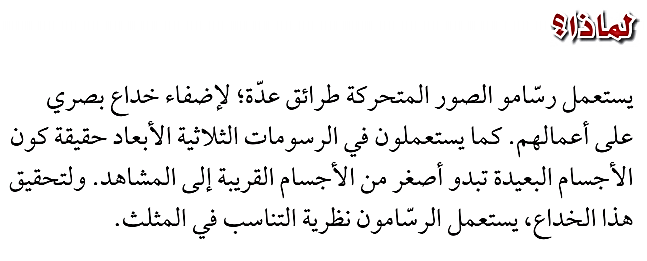 لماذا؟
يستعمل رسّامو الصور المتحركة طرائق عدّة؛ لإضفاء خداع بصري
على أعمالهم. كما يستعملون في الرسومات الثلاثية الأبعاد حقيقة كون
الأجسام البعيدة تبدو أصغر من الأجسام القريبة إلى المشاهد. ولتحقيق
هذا الخداع، يستعمل الرسّامون نظرية التناسب في المثلث.